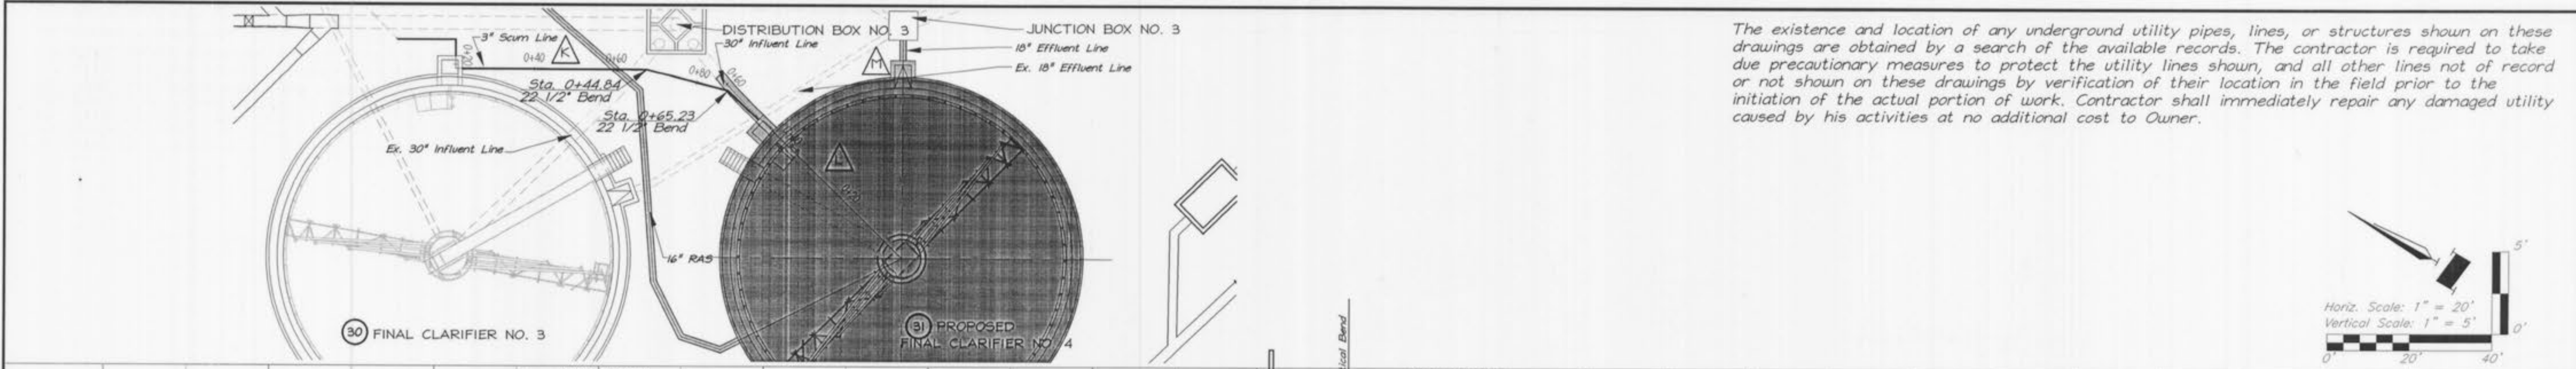 DISTRIBUTION BOX NO. 3
JUNCTION BOX NO. 3
3" Scum Line
30" Influent Line
18" Effluent Line
Ex. 18" Effluent Line
0+00
0+40
K
0+60
0+80
0+60
M
Sta. 0+44.84
22 1/2° Bend
Sta. 0+65.23
22 1/2° Bend
Ex. 30" Influent Line
L
0+20
16" RAS
30 FINAL CLARIFIER NO. 3
31 PROPOSED
FINAL CLARIFIER NO. 4
The existence and location of any underground utility pipes, lines, or structures shown on these
drawings are obtained by a search of the available records. The contractor is required to take
due precautionary measures to protect the utility lines shown, and all other lines not of record
or not shown on these drawings by verification of their location in the field prior to the
initiation of the actual portion of work. Contractor shall immediately repair any damaged utility
caused by his activities at no additional cost to Owner.
5'
Horiz. Scale: 1" = 20'
Vertical Scale: 1" = 5'
0'
0'
20'
40'
Bend